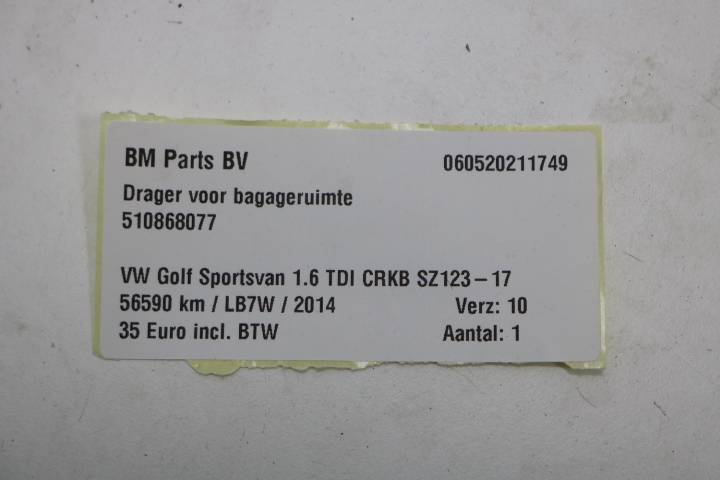 BM Parts BV 060520211749
Drager voor bagageruimte
510868077
VW Golf Sportsvan 1.6 TDI CRKB SZ123-17
56590 km / LB7W / 2014 Verz: 10
35 Euro incl. BTW Aantal: 1